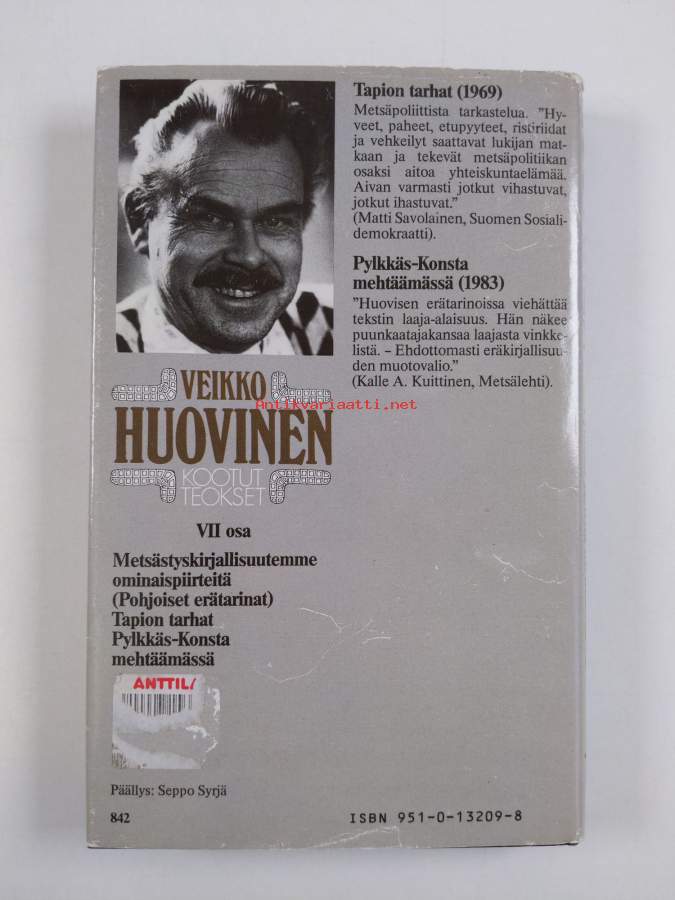 Tapion tarhat (1969)
Metsäpoliittista tarkastelua. "Hy-
veet, paheet, etupyyteet, ristiriidat
ja vehkeilyt saattavat lukijan mat-
kaan ja tekevät metsäpolitiikan
osaksi aitoa yhteiskuntaelämää.
Aivan varmasti jotkut vihastuvat,
jotkut ihastuvat."
(Matti Savolainen, Suomen Sosiali-
demokraatti).
Pylkkäs-Konsta
mehtäämässä (1983)
"Huovisen erätarinoissa viehättää
tekstin laaja-alaisuus. Hän näkee
puunkaatajakansaa laajasta vinkke-
listä. – Ehdottomasti eräkirjallisuu-
den muotovalio."
(Kalle A. Kuittinen, Metsälehti).
VEIKKO
HUOVINEN
KOOTUT
TEOKSET
Antikvariaatti.net
VII osa
Metsästyskirjallisuutemme
ominaispiirteitä
(Pohjoiset erätarinat)
Tapion tarhat
Pylkkäs-Konsta
mehtäämässä
ANTTILA
Päällys: Seppo Syrjä
842
ISBN 951-0-13209-8